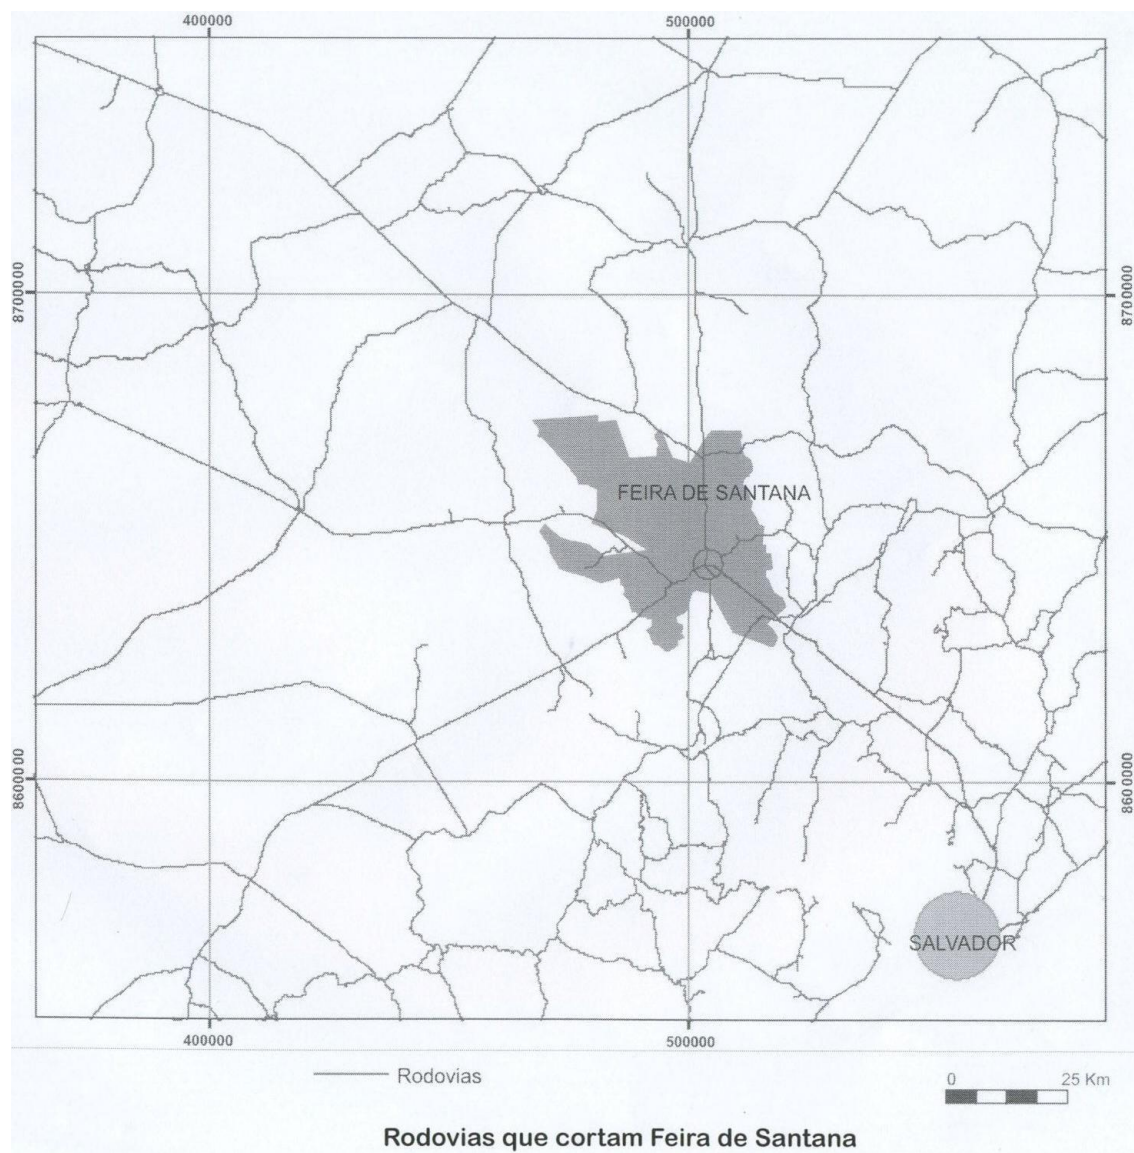 400000 500000
8700000 8700000
FEIRA DE SANTANA
8600000 8600000
SALVADOR
400000 500000
Rodovias
0 25 Km
Rodovias que cortam Feira de Santana